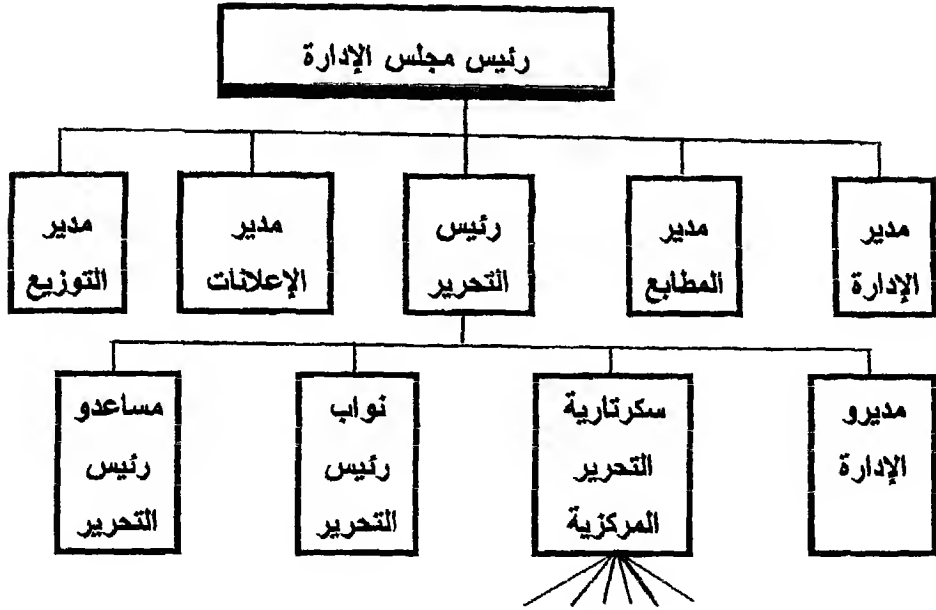 رئيس مجلس الإدارة
مدير
الإدارة
مدير
المطابع
رئيس
التحرير
مدير
الإعلانات
مدير
التوزيع
مديرو
الإدارة
سكرتارية
التحرير
المركزية
نواب
رئيس
التحرير
مساعدو
رئيس
التحرير